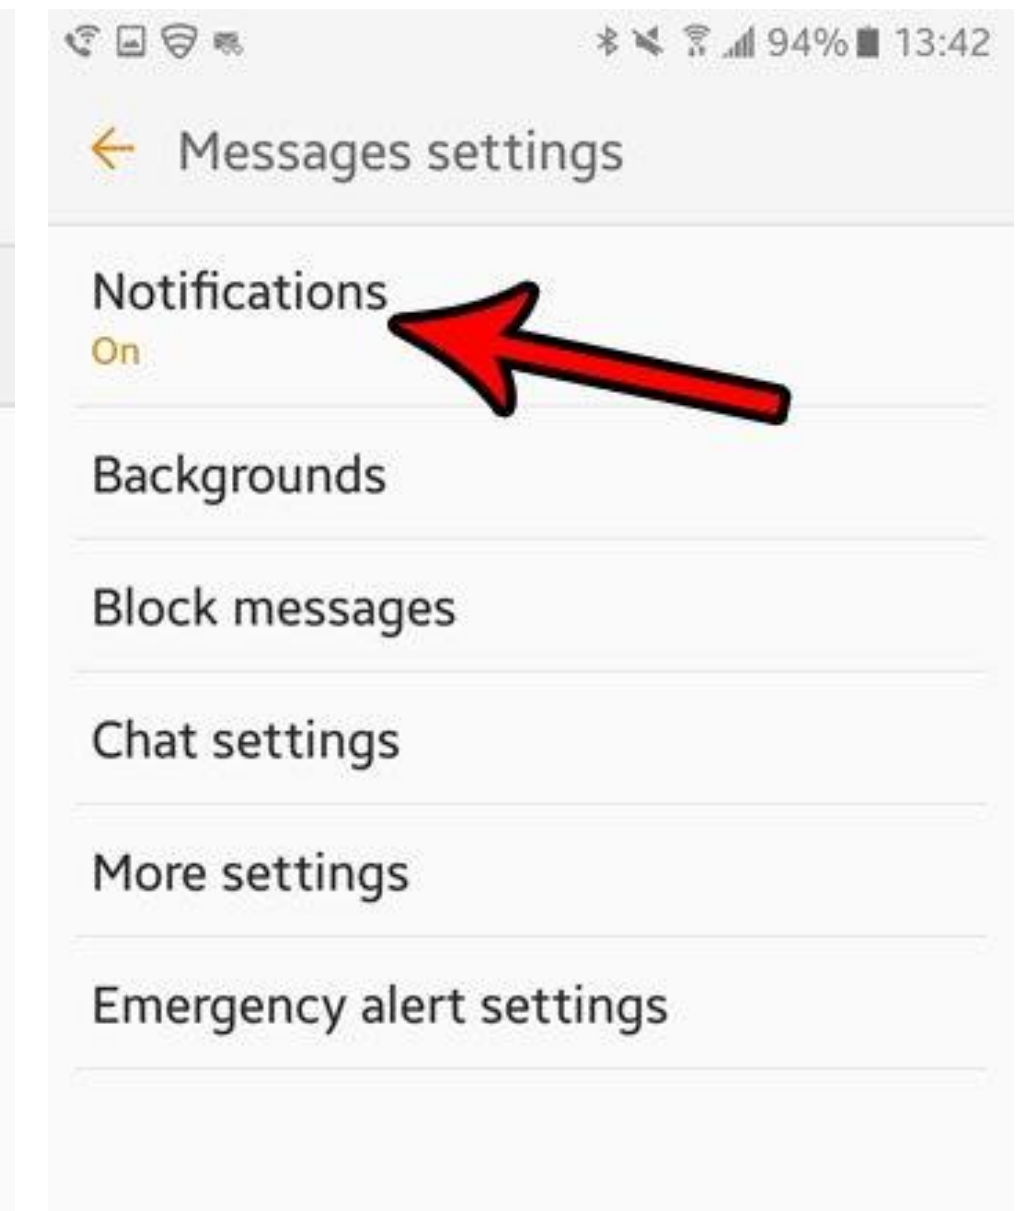 94% 13:42
Messages settings
Notifications
On
Backgrounds
Block messages
Chat settings
More settings
Emergency alert settings